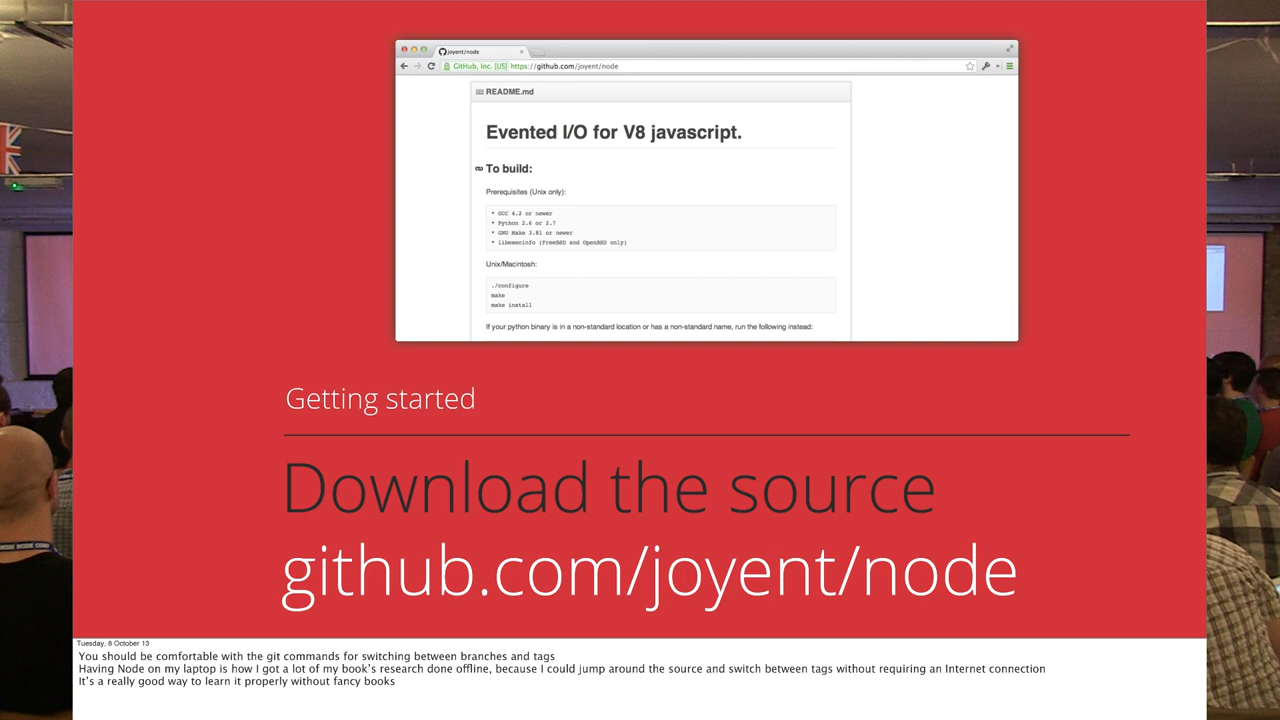 joyent/node
GitHub, Inc. [US] https://github.com/joyent/node
README.md
Evented I/O for V8 javascript.
To build:
Prerequisites (Unix only):
* GCC 4.2 or newer
* Python 2.6 or 2.7
* GNU Make 3.81 or newer
* libexecinfo (FreeBSD and OpenBSD only)
Unix/Macintosh:
./configure
make
make install
If your python binary is in a non-standard location or has a non-standard name, run the following instead:
Getting started
Download the source
github.com/joyent/node
Tuesday, 8 October 13
You should be comfortable with the git commands for switching between branches and tags
Having Node on my laptop is how I got a lot of my book's research done offline, because I could jump around the source and switch between tags without requiring an Internet connection
It's a really good way to learn it properly without fancy books